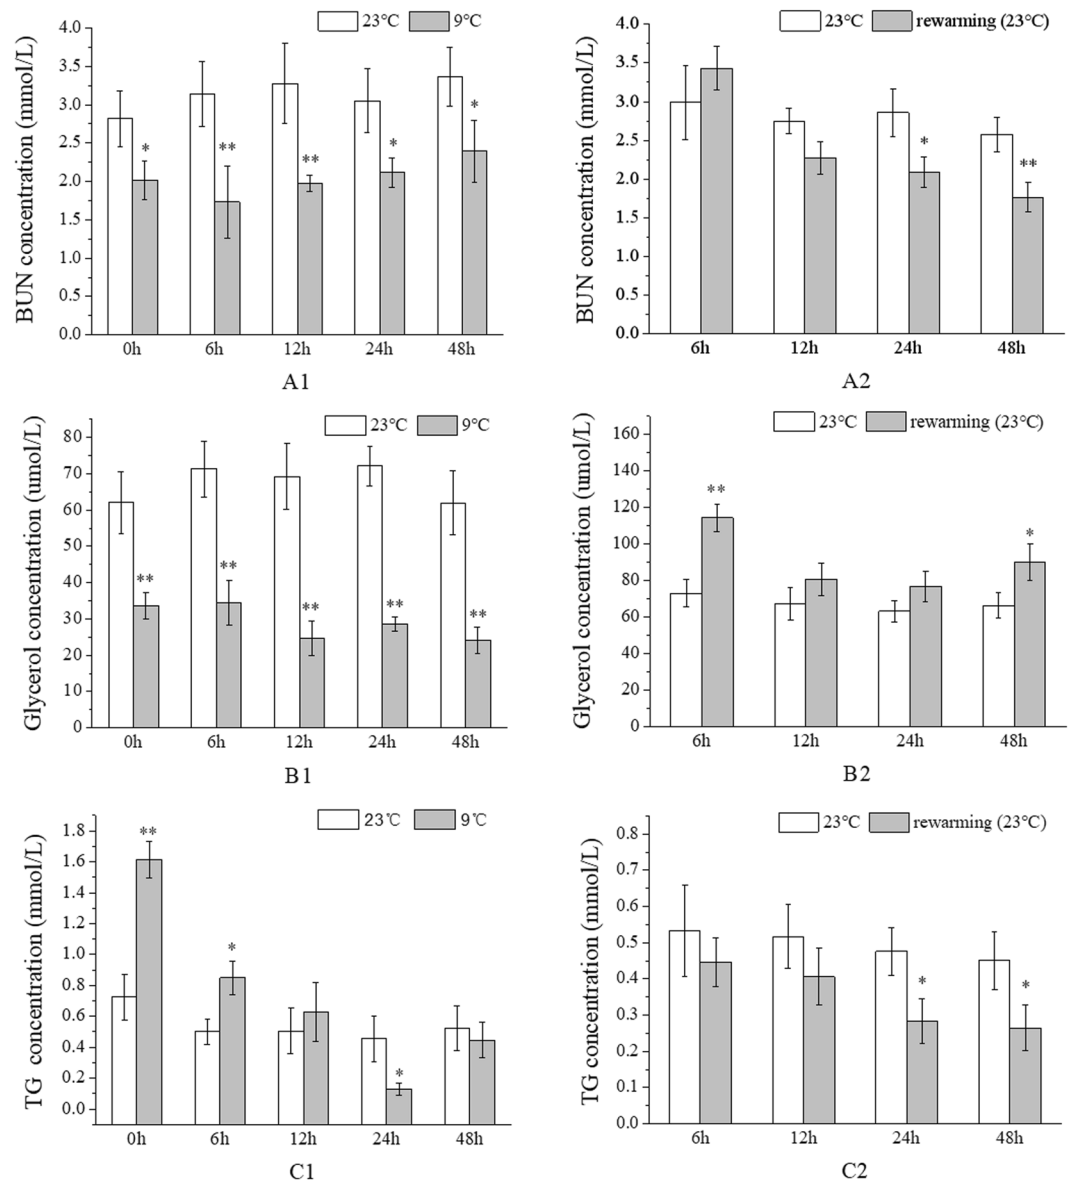 23°C 9°C
BUN concentration (mmol/L)
4.0
3.5
3.0
2.5
2.0
1.5
1.0
0.5
0.0
* ** ** * *
0h 6h 12h 24h 48h
A1
23°C rewarming (23°C)
BUN concentration (mmol/L)
4.0
3.5
3.0
2.5
2.0
1.5
1.0
0.5
0.0
* **
6h 12h 24h 48h
A2
23°C 9°C
Glycerol concentration (umol/L)
80
70
60
50
40
30
20
10
0
** ** ** ** **
0h 6h 12h 24h 48h
B1
23°C rewarming (23°C)
Glycerol concentration (umol/L)
160
140
120
100
80
60
40
20
0
** *
6h 12h 24h 48h
B2
23℃ 9℃
TG concentration (mmol/L)
1.8
1.6
1.4
1.2
1.0
0.8
0.6
0.4
0.2
0.0
** * *
0h 6h 12h 24h 48h
C1
23°C rewarming (23°C)
TG concentration (mmol/L)
0.8
0.7
0.6
0.5
0.4
0.3
0.2
0.1
0.0
* *
6h 12h 24h 48h
C2